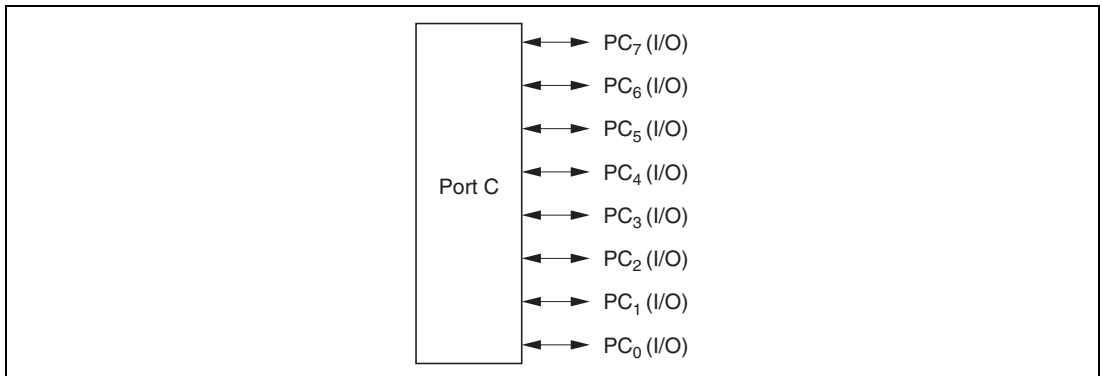 PC7 (I/O)
PC6 (I/O)
PC5 (I/O)
PC4 (I/O)
Port C
PC3 (I/O)
PC2 (I/O)
PC1 (I/O)
PC0 (I/O)